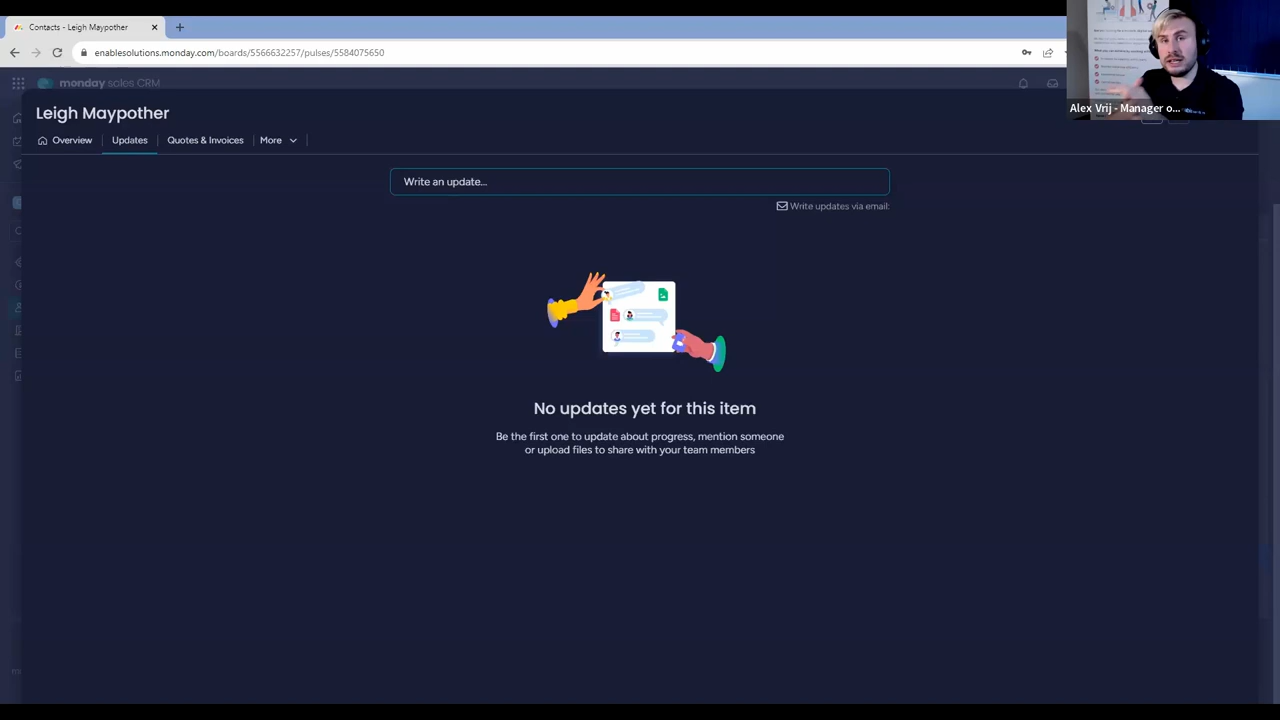 Contacts - Leigh Maypother
enablesolutions.monday.com/boards/5566632257/pulses/5584075650
monday sales CRM
Alex Vrij - Manager o...
Leigh Maypother
Overview
Updates
Quotes & Invoices
More
Write an update...
Write updates via email:
No updates yet for this item
Be the first one to update about progress, mention someone
or upload files to share with your team members